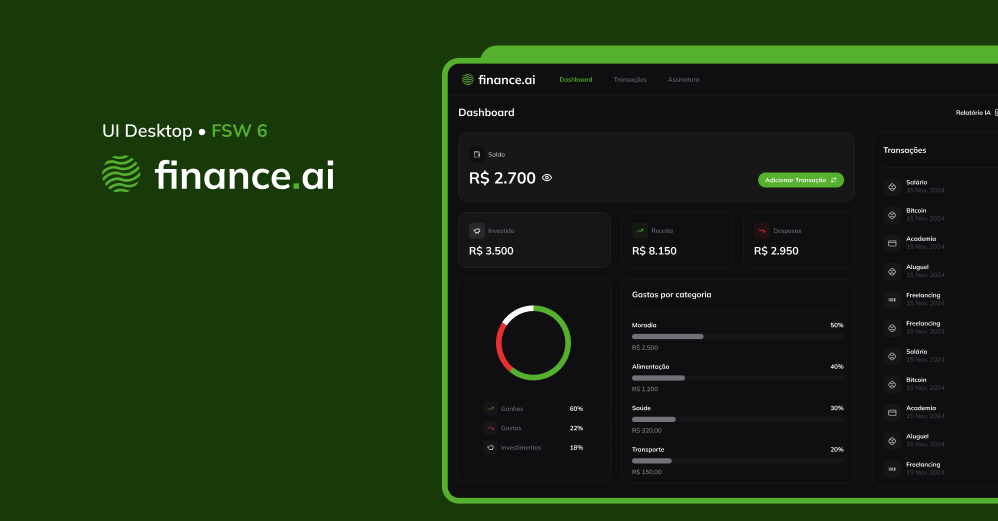 UI Desktop • FSW 6
finance.ai
finance.ai
Dashboard
Transações
Assinatura
Dashboard
Relatório IA
Saldo
R$ 2.700
Adicionar Transação
Investido
R$ 3.500
Receita
R$ 8.150
Despesas
R$ 2.950
Ganhos 60%
Gastos 22%
Investimentos 18%
Gastos por categoria
Moradia 50%
R$ 2.500
Alimentação 40%
R$ 1.200
Saúde 30%
R$ 320,00
Transporte 20%
R$ 150,00
Transações
Salário
15 Nov, 2024
Bitcoin
15 Nov, 2024
Academia
15 Nov, 2024
Aluguel
15 Nov, 2024
Freelancing
15 Nov, 2024
Freelancing
15 Nov, 2023
Salário
15 Nov, 2024
Bitcoin
15 Nov, 2024
Academia
15 Nov, 2024
Aluguel
15 Nov, 2024
Freelancing
15 Nov, 2024